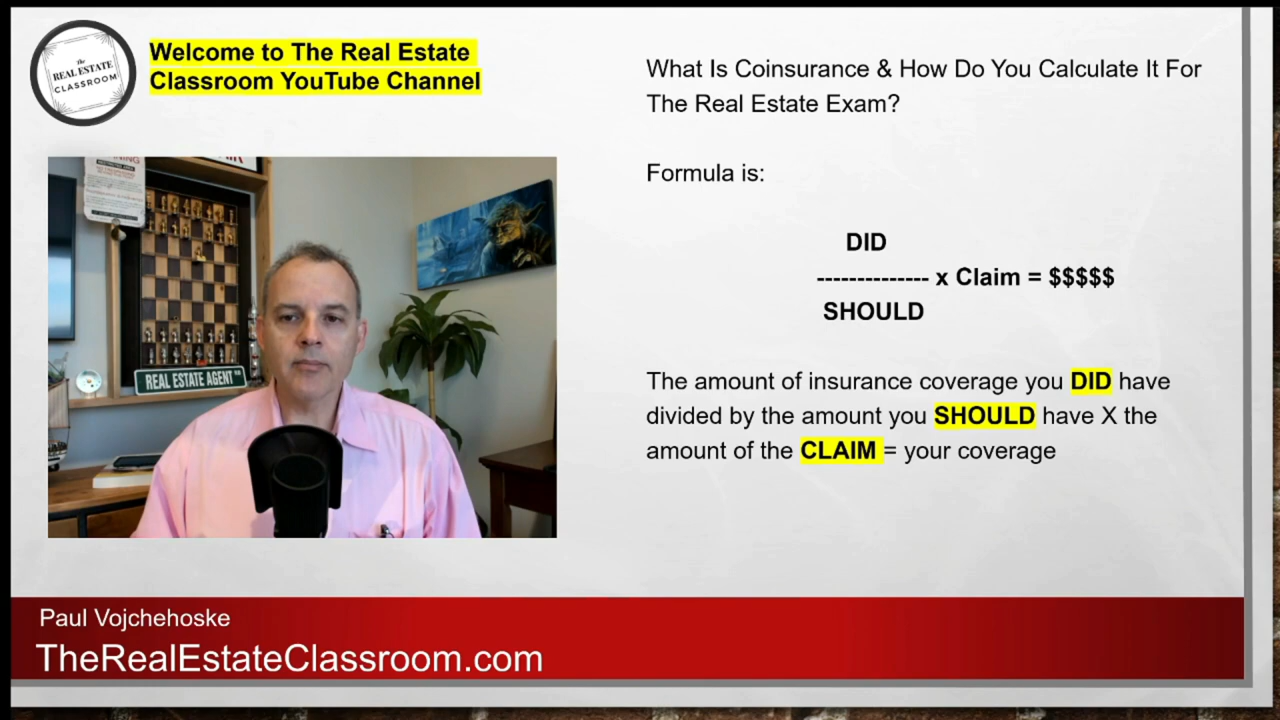 The
REAL ESTATE
CLASSROOM
Welcome to The Real Estate
Classroom YouTube Channel
REAL ESTATE AGENT
What Is Coinsurance & How Do You Calculate It For
The Real Estate Exam?
Formula is:
DID
-------------- x Claim = $$$$$
SHOULD
The amount of insurance coverage you DID have
divided by the amount you SHOULD have X the
amount of the CLAIM = your coverage
Paul Vojchehoske
TheRealEstateClassroom.com